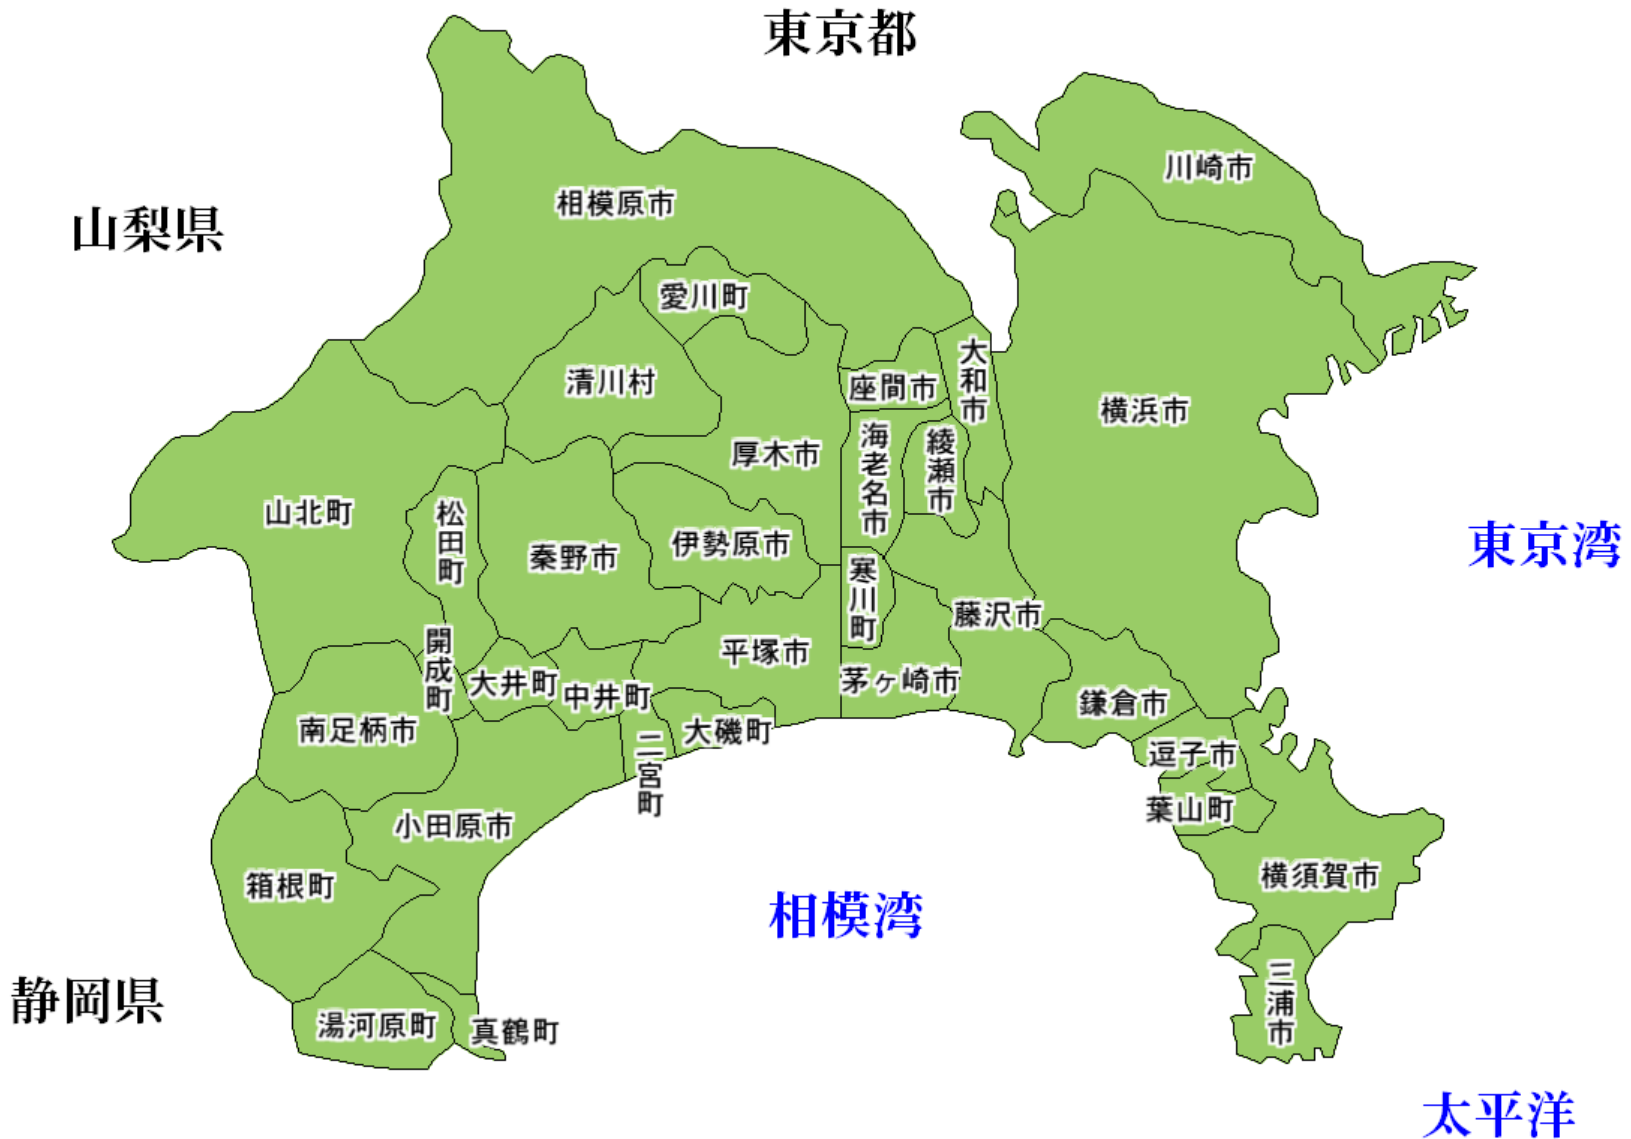 東京都
川崎市
相模原市
山梨県
愛川町
大和市
清川村
座間市
横浜市
海老名市
綾瀬市
厚木市
山北町
松田町
伊勢原市
秦野市
東京湾
寒川町
藤沢市
開成町
平塚市
大井町
中井町
茅ヶ崎市
鎌倉市
南足柄市
大磯町
二宮町
逗子市
葉山町
小田原市
横須賀市
箱根町
相模湾
静岡県
三浦市
湯河原町
真鶴町
太平洋